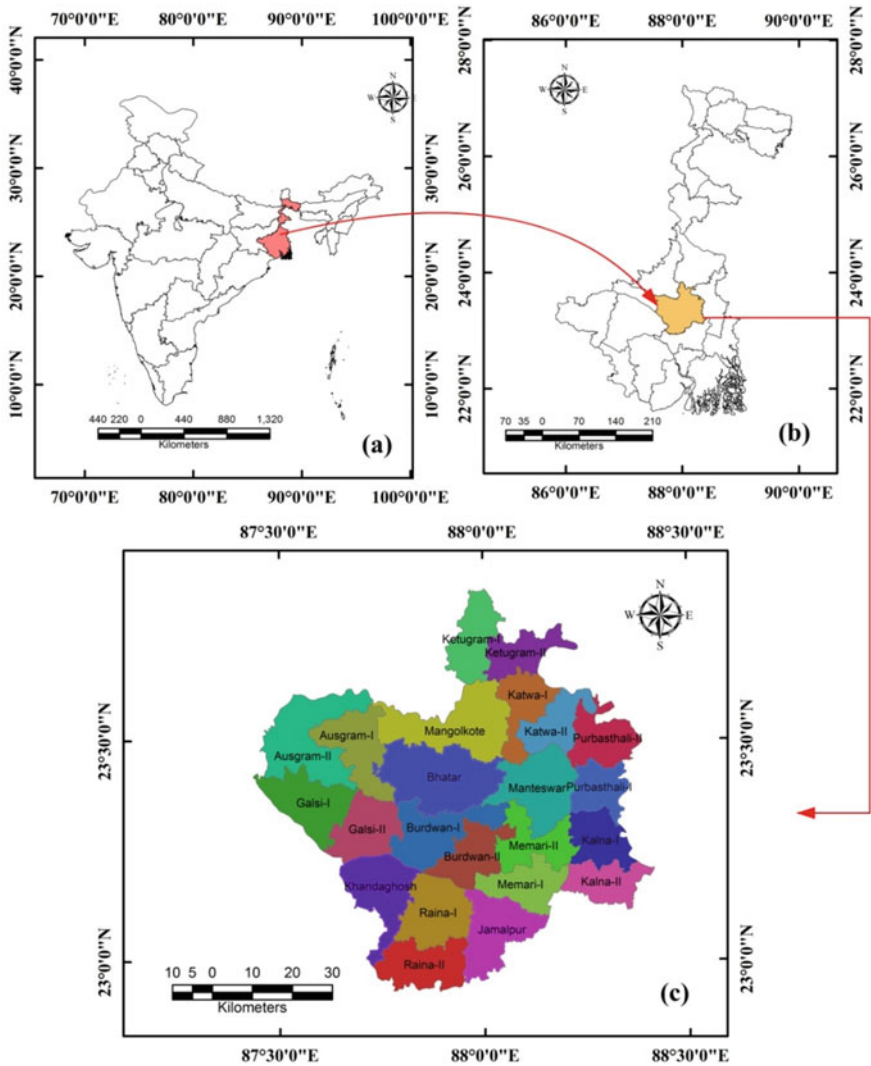 70°0'0"E 80°0'0"E 90°0'0"E 100°0'0"E
40°0'0"N
30°0'0"N
20°0'0"N
10°0'0"N
N
W E
S
440 220 0 440 880 1,320
Kilometers
(a)
40°0'0"N
30°0'0"N
20°0'0"N
10°0'0"N
70°0'0"E 80°0'0"E 90°0'0"E 100°0'0"E
86°0'0"E 88°0'0"E 90°0'0"E
28°0'0"N
26°0'0"N
24°0'0"N
22°0'0"N
N
W E
S
70 35 0 70 140 210
Kilometers
(b)
28°0'0"N
26°0'0"N
24°0'0"N
22°0'0"N
86°0'0"E 88°0'0"E 90°0'0"E
87°30'0"E 88°0'0"E 88°30'0"E
N
W E
S
Ketugram-I
Ketugram-II
Katwa-I
Mangolkote
Katwa-II
Ausgram-I
Purbasthali-II
Ausgram-II
Bhatar
Manteswar
Purbasthali-I
Galsi-I
Galsi-II
Burdwan-I
Kalna-I
Memari-II
Burdwan-II
Khandaghosh
Memari-I
Kalna-II
Raina-I
Jamalpur
Raina-II
23°30'0"N
23°0'0"N
23°30'0"N
23°0'0"N
10 5 0 10 20 30
Kilometers
(c)
87°30'0"E 88°0'0"E 88°30'0"E